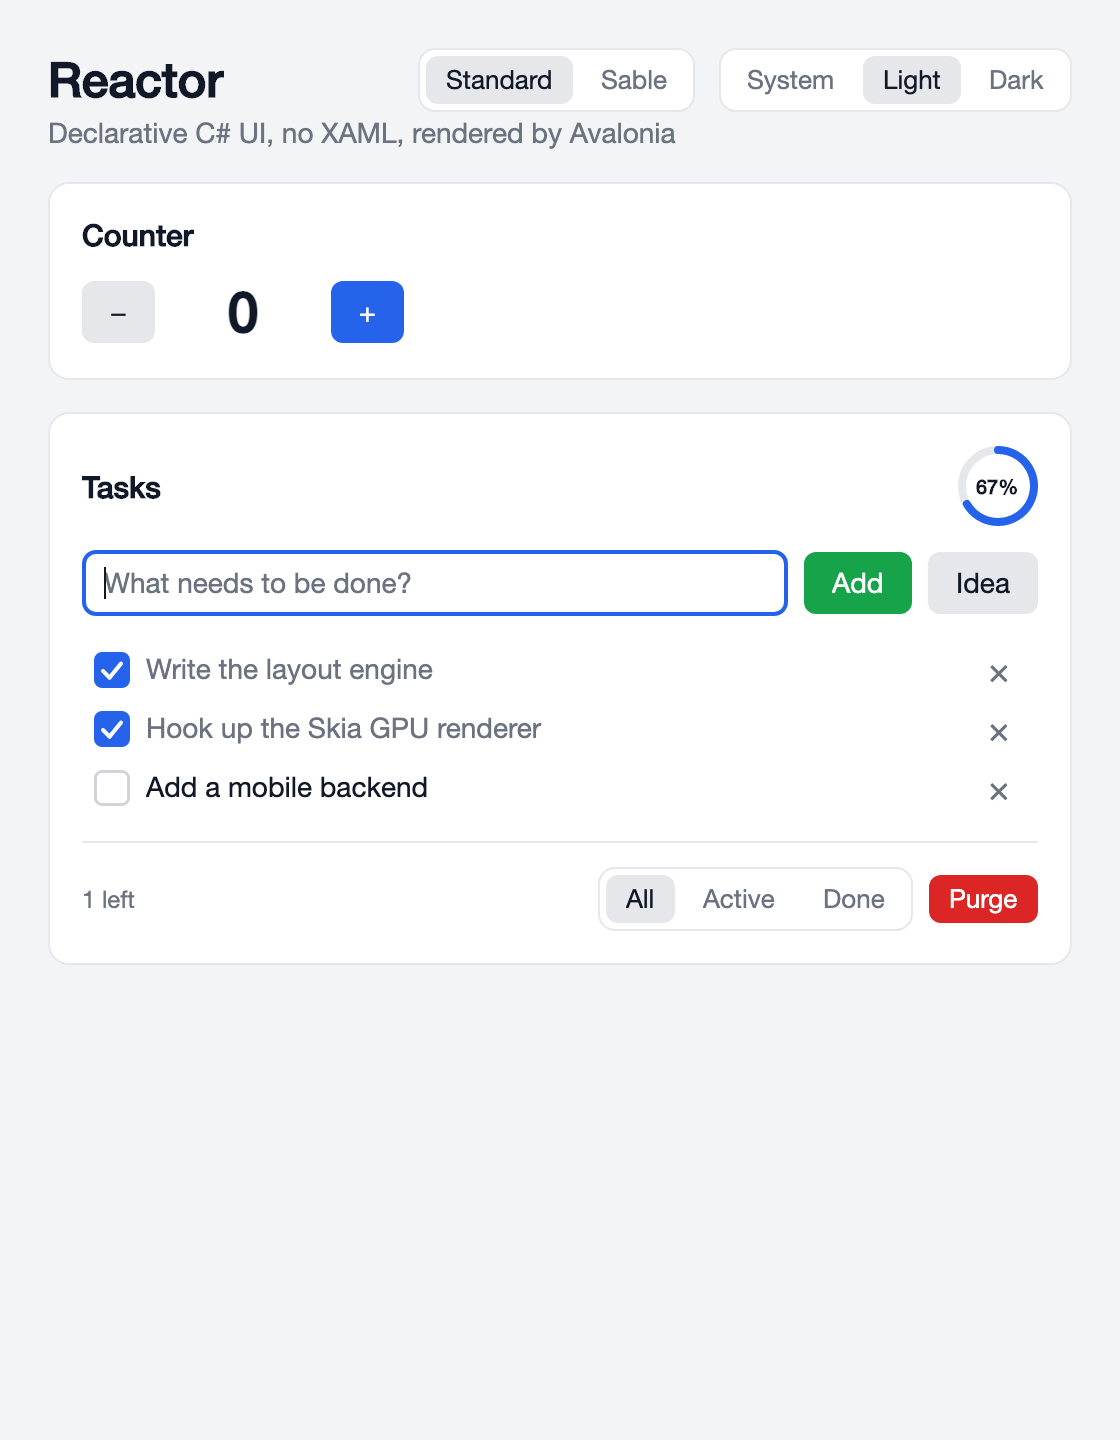 Reactor
Standard Sable System Light Dark
Declarative C# UI, no XAML, rendered by Avalonia
Counter
− 0 +
Tasks
67%
What needs to be done? Add Idea
Write the layout engine ✕
Hook up the Skia GPU renderer ✕
Add a mobile backend ✕
1 left All Active Done Purge